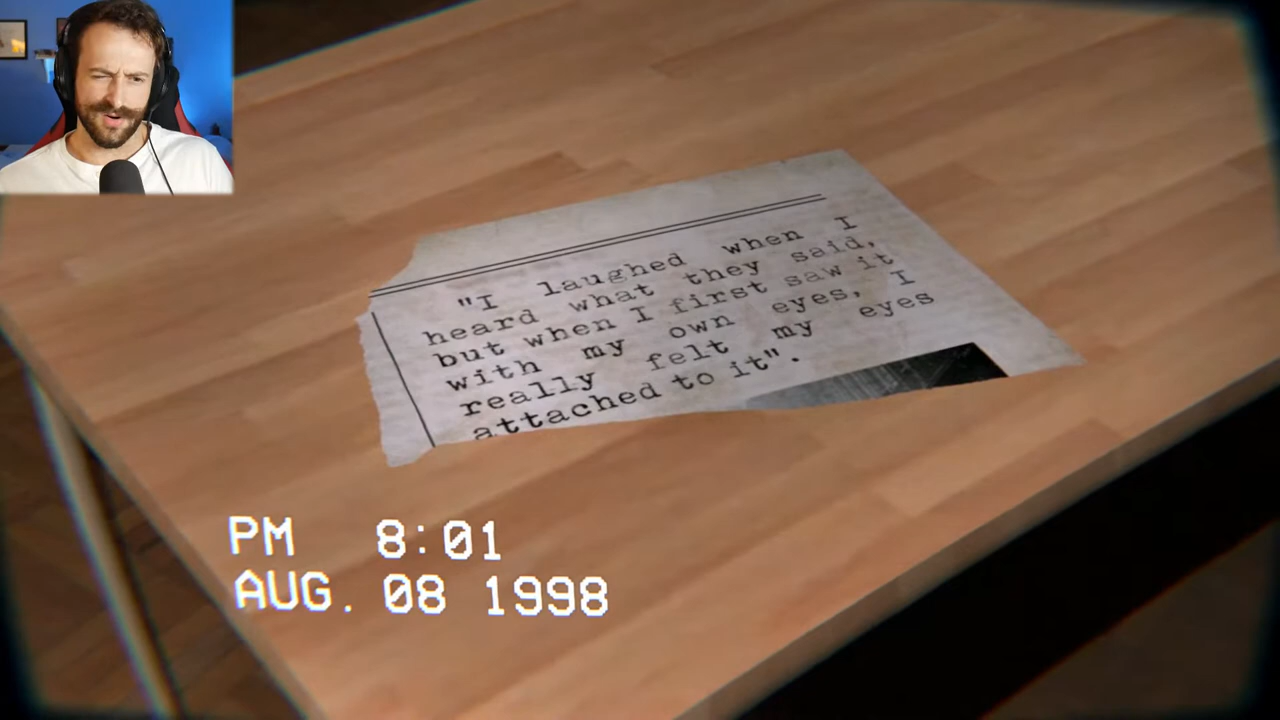 "I laughed when I
heard what they said,
but when I first saw it
with my own eyes, I
really felt my eyes
attached to it".
PM 8:01
AUG. 08 1998